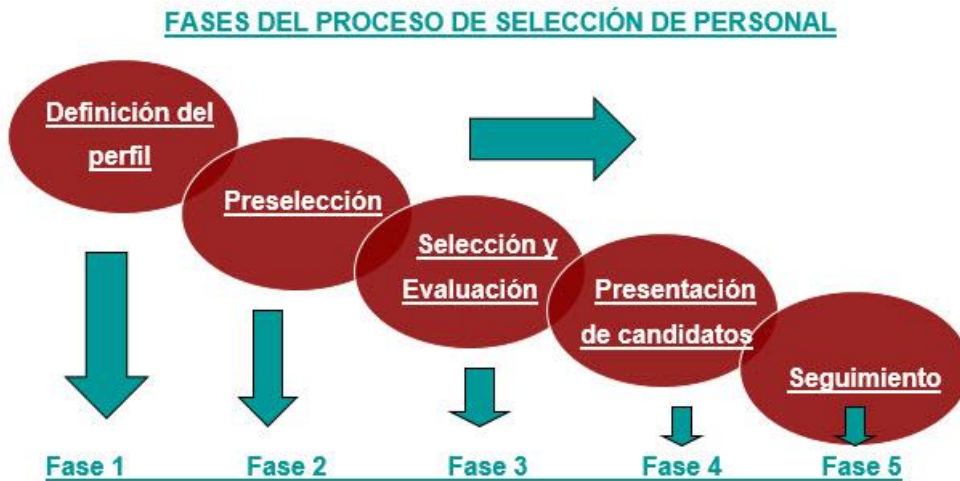 FASES DEL PROCESO DE SELECCIÓN DE PERSONAL
Definición del
perfil
Preselección
Selección y
Evaluación
Presentación
de candidatos
Seguimiento
Fase 1
Fase 2
Fase 3
Fase 4
Fase 5